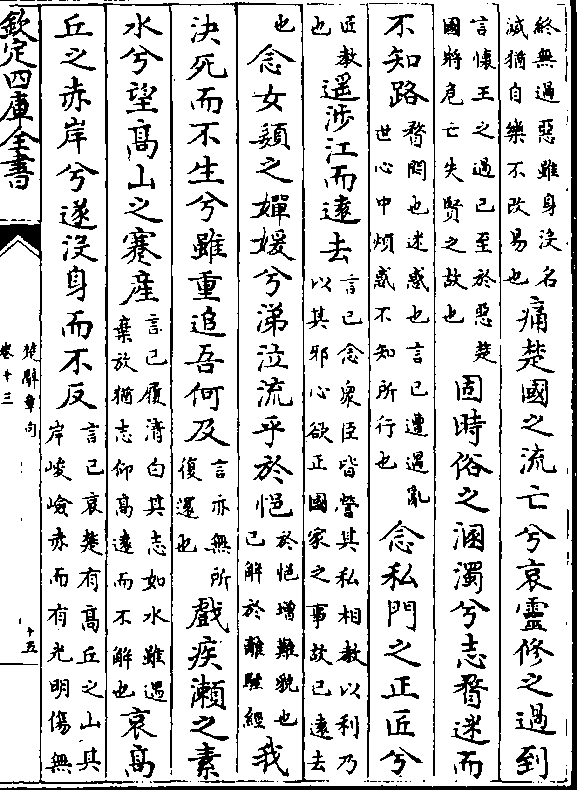 終無過惡雖身沒名
滅猶自樂不改易也
痛楚國之流亡兮哀靈修之過到
言懷王之過已至於惡楚
國將危亡失賢之故也
固時俗之溷濁兮志瞀迷而
不知路
瞀悶也迷惑也言已遭遇亂
世心中煩惑不知所行也
念私門之正匠兮
匠教
也
遥涉江而遠去
言已念衆臣皆營其私相教以利乃
以其邪心欲正國家之事故已遠去
也
念女嬃之嬋媛兮涕泣流乎於悒
於悒增歎貌也
已解於離騷經
我
決死而不生兮雖重追吾何及
言亦無所
復還也
戲疾瀨之素
水兮望髙山之蹇産
言已履清白其志如水雖遇
棄放猶志仰髙遠而不解也
哀髙
丘之赤岸兮遂沒身而不反
言已哀楚有髙丘之山其
岸峻嶮赤而有光明傷無
欽定四庫全書
楚辭章句
卷十三
十五